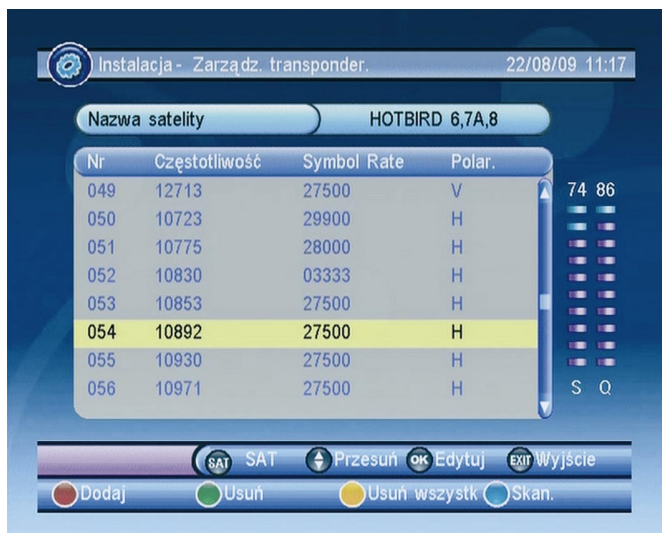 Instalacja - Zarządz. transponder. 22/08/09 11:17
Nazwa satelity HOTBIRD 6,7A,8
Nr Częstotliwość Symbol Rate Polar.
049 12713 27500 V 74 86
050 10723 29900 H
051 10775 28000 H
052 10830 03333 H
053 10853 27500 H
054 10892 27500 H
055 10930 27500 H
056 10971 27500 H S Q
SAT SAT Przesuń OK Edytuj EXIT Wyjście
Dodaj Usuń Usuń wszystk Skan.